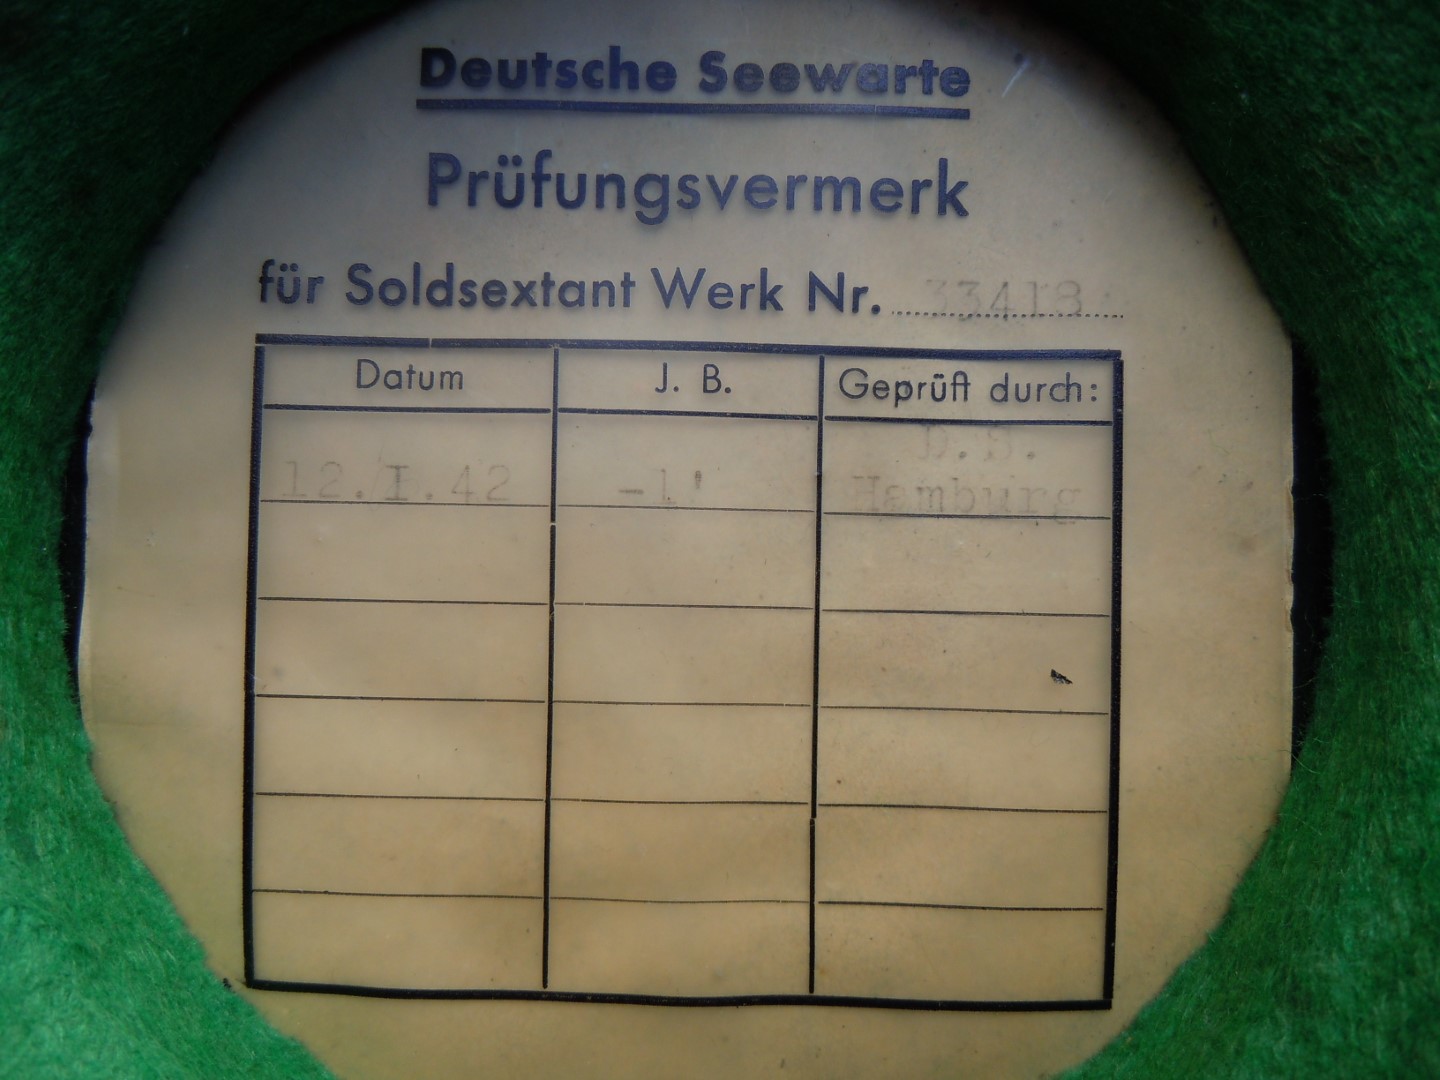 Deutsche Seewarte
Prüfungsvermerk
für Soldsextant Werk Nr. 33418
Datum J. B. Geprüft durch:
D.S.
12.I.42 -1' Hamburg